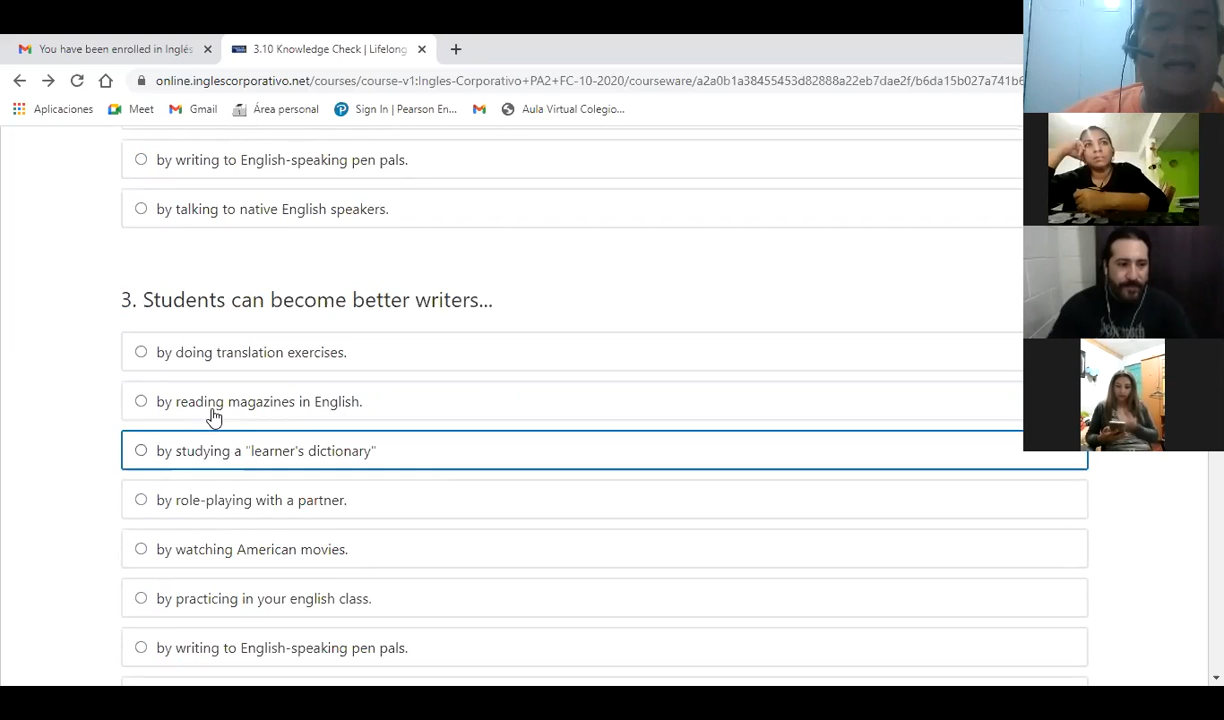 You have been enrolled in Inglés
3.10 Knowledge Check | Lifelong
online.inglescorporativo.net/courses/course-v1:Ingles-Corporativo+PA2+FC-10-2020/courseware/a2a0b1a38455453d82888a22eb7dae2f/b6da15b027a741b6
Aplicaciones Meet Gmail Área personal Sign In | Pearson En... Aula Virtual Colegio...
by writing to English-speaking pen pals.
by talking to native English speakers.
3. Students can become better writers...
by doing translation exercises.
by reading magazines in English.
by studying a "learner's dictionary"
by role-playing with a partner.
by watching American movies.
by practicing in your english class.
by writing to English-speaking pen pals.